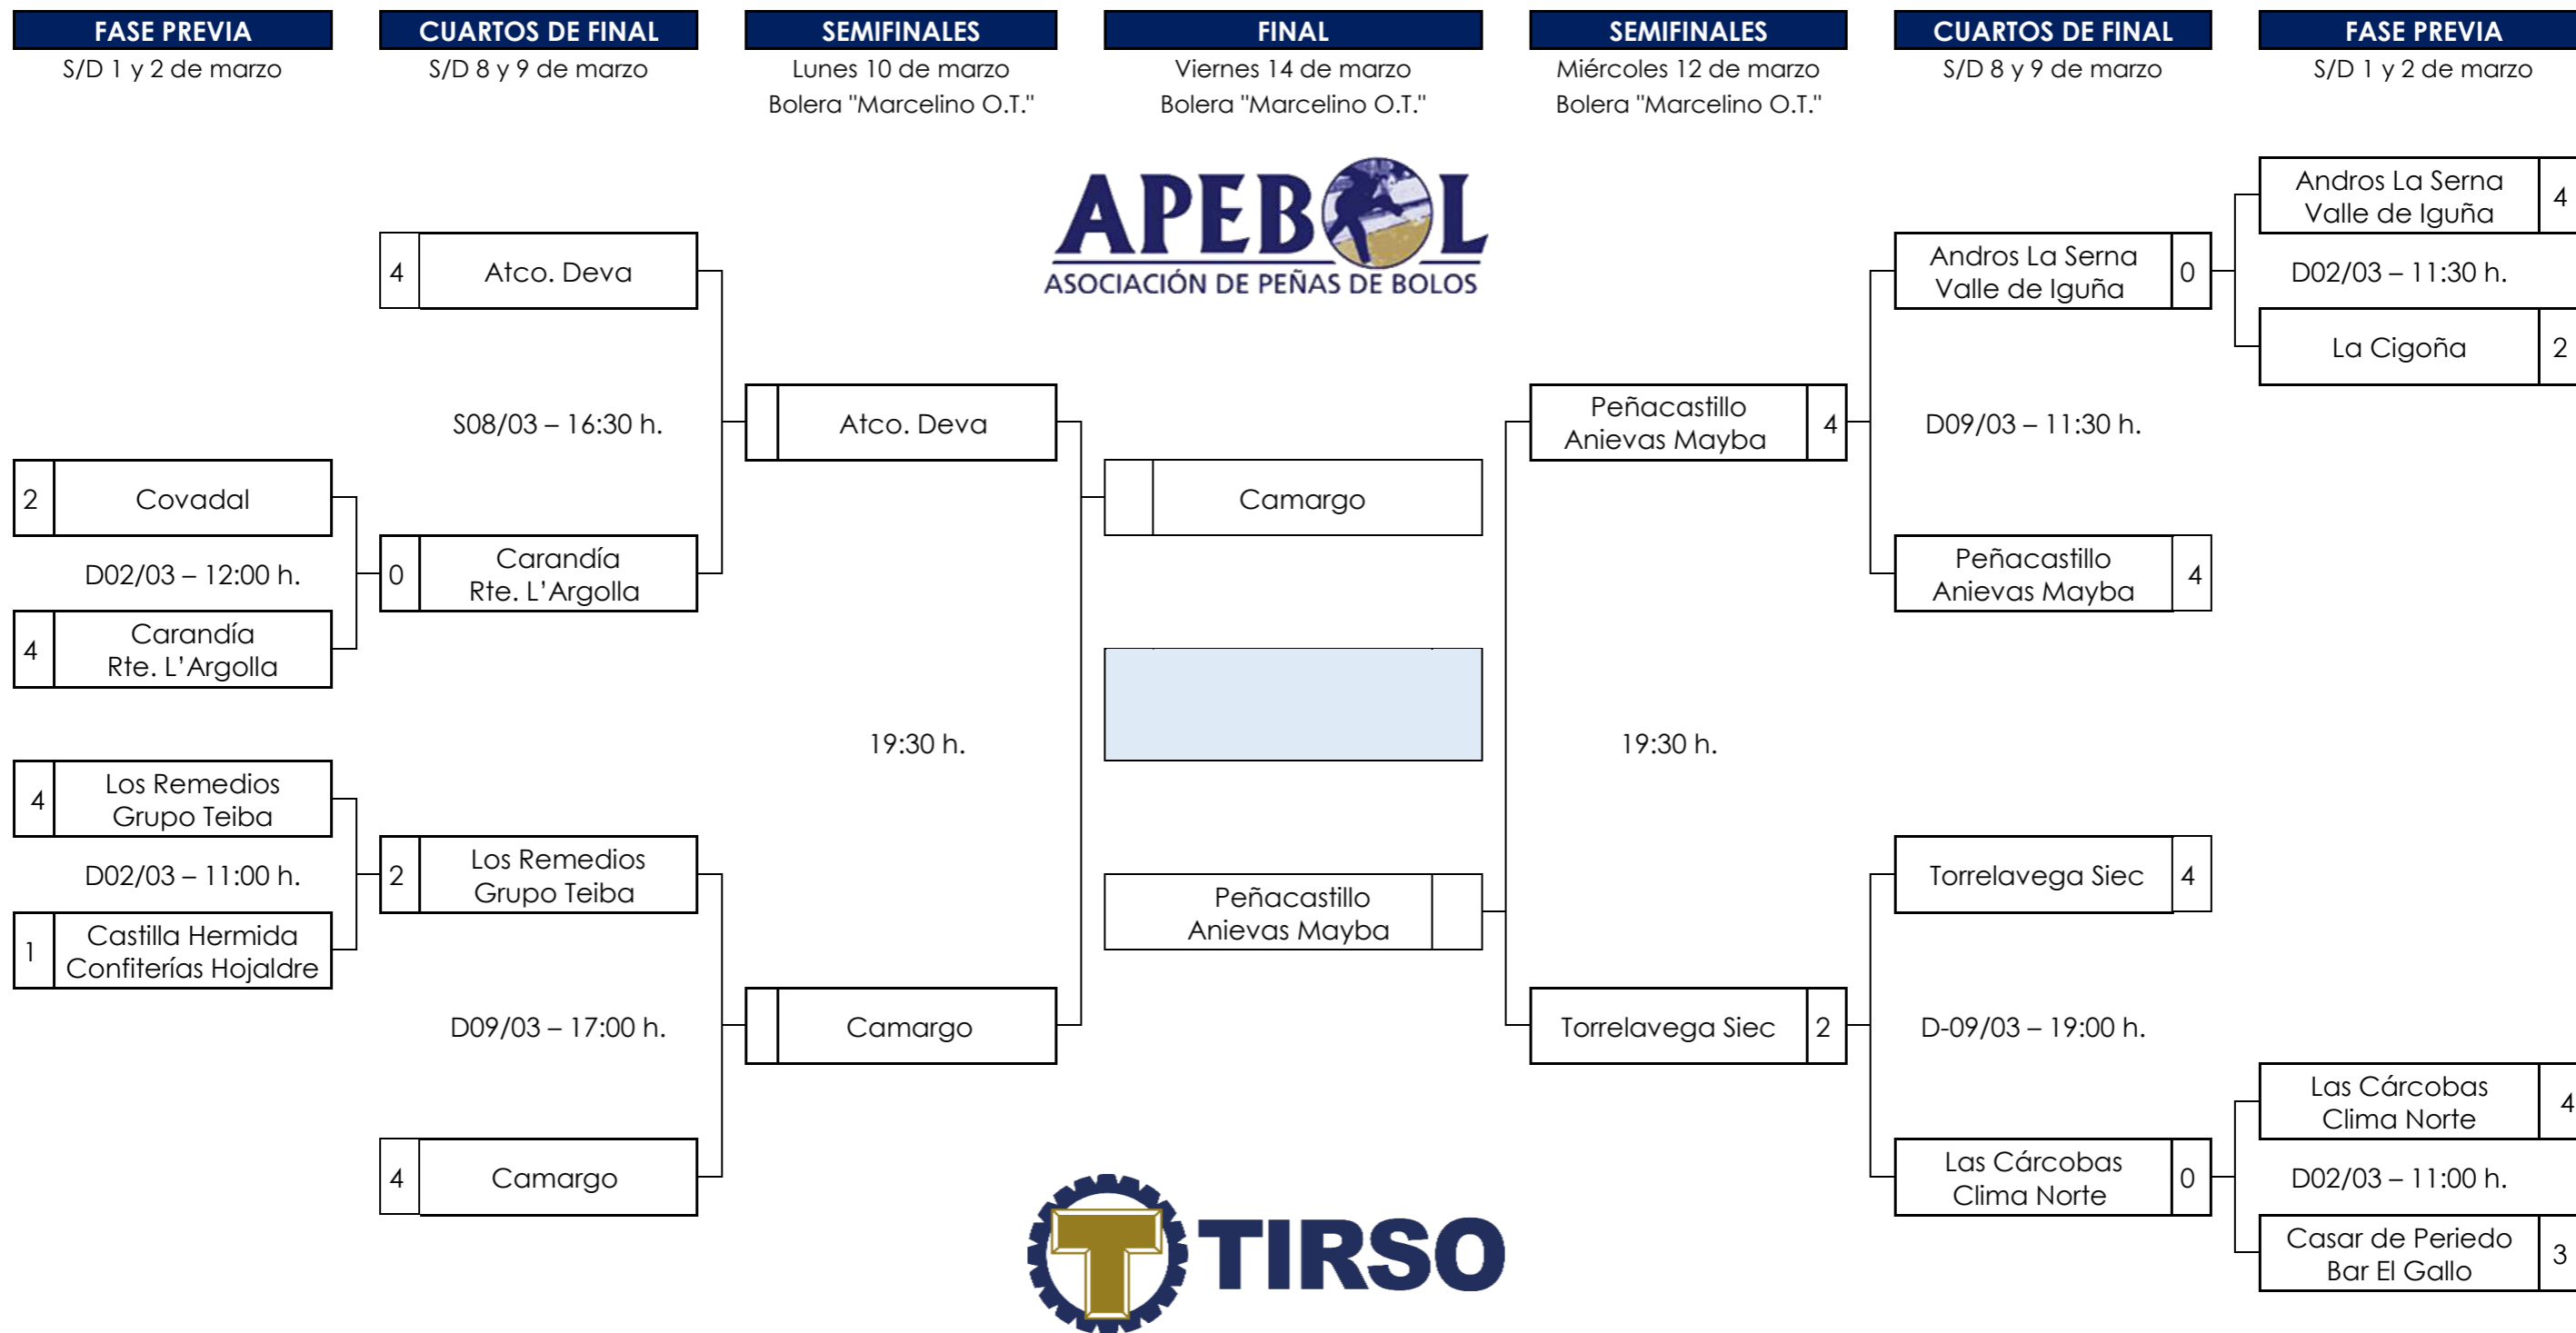 FASE PREVIA
S/D 1 y 2 de marzo
CUARTOS DE FINAL
S/D 8 y 9 de marzo
SEMIFINALES
Lunes 10 de marzo
Bolera "Marcelino O.T."
FINAL
Viernes 14 de marzo
Bolera "Marcelino O.T."
SEMIFINALES
Miércoles 12 de marzo
Bolera "Marcelino O.T."
CUARTOS DE FINAL
S/D 8 y 9 de marzo
FASE PREVIA
S/D 1 y 2 de marzo
APEBOL
ASOCIACIÓN DE PEÑAS DE BOLOS
2 Covadal
D02/03 – 12:00 h.
4 Carandía
Rte. L'Argolla
4 Los Remedios
Grupo Teiba
D02/03 – 11:00 h.
1 Castilla Hermida
Confiterías Hojaldre
4 Atco. Deva
S08/03 – 16:30 h.
0 Carandía
Rte. L'Argolla
2 Los Remedios
Grupo Teiba
D09/03 – 17:00 h.
4 Camargo
Atco. Deva
19:30 h.
Camargo
Camargo
Peñacastillo
Anievas Mayba
Peñacastillo
Anievas Mayba 4
19:30 h.
Torrelavega Siec 2
Andros La Serna
Valle de Iguña 0
D09/03 – 11:30 h.
Peñacastillo
Anievas Mayba 4
Torrelavega Siec 4
D-09/03 – 19:00 h.
Las Cárcobas
Clima Norte 0
Andros La Serna
Valle de Iguña 4
D02/03 – 11:30 h.
La Cigoña 2
Las Cárcobas
Clima Norte 4
D02/03 – 11:00 h.
Casar de Periedo
Bar El Gallo 3
T TIRSO